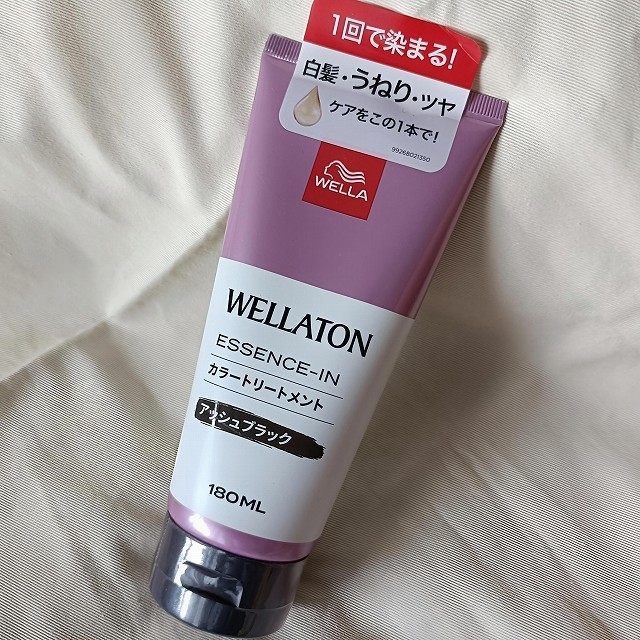 1回で染まる!
白髪・うねり・ツヤ
ケアをこの1本で!
99268021350
WELLA
WELLATON
ESSENCE-IN
カラートリートメント
アッシュブラック
180ML